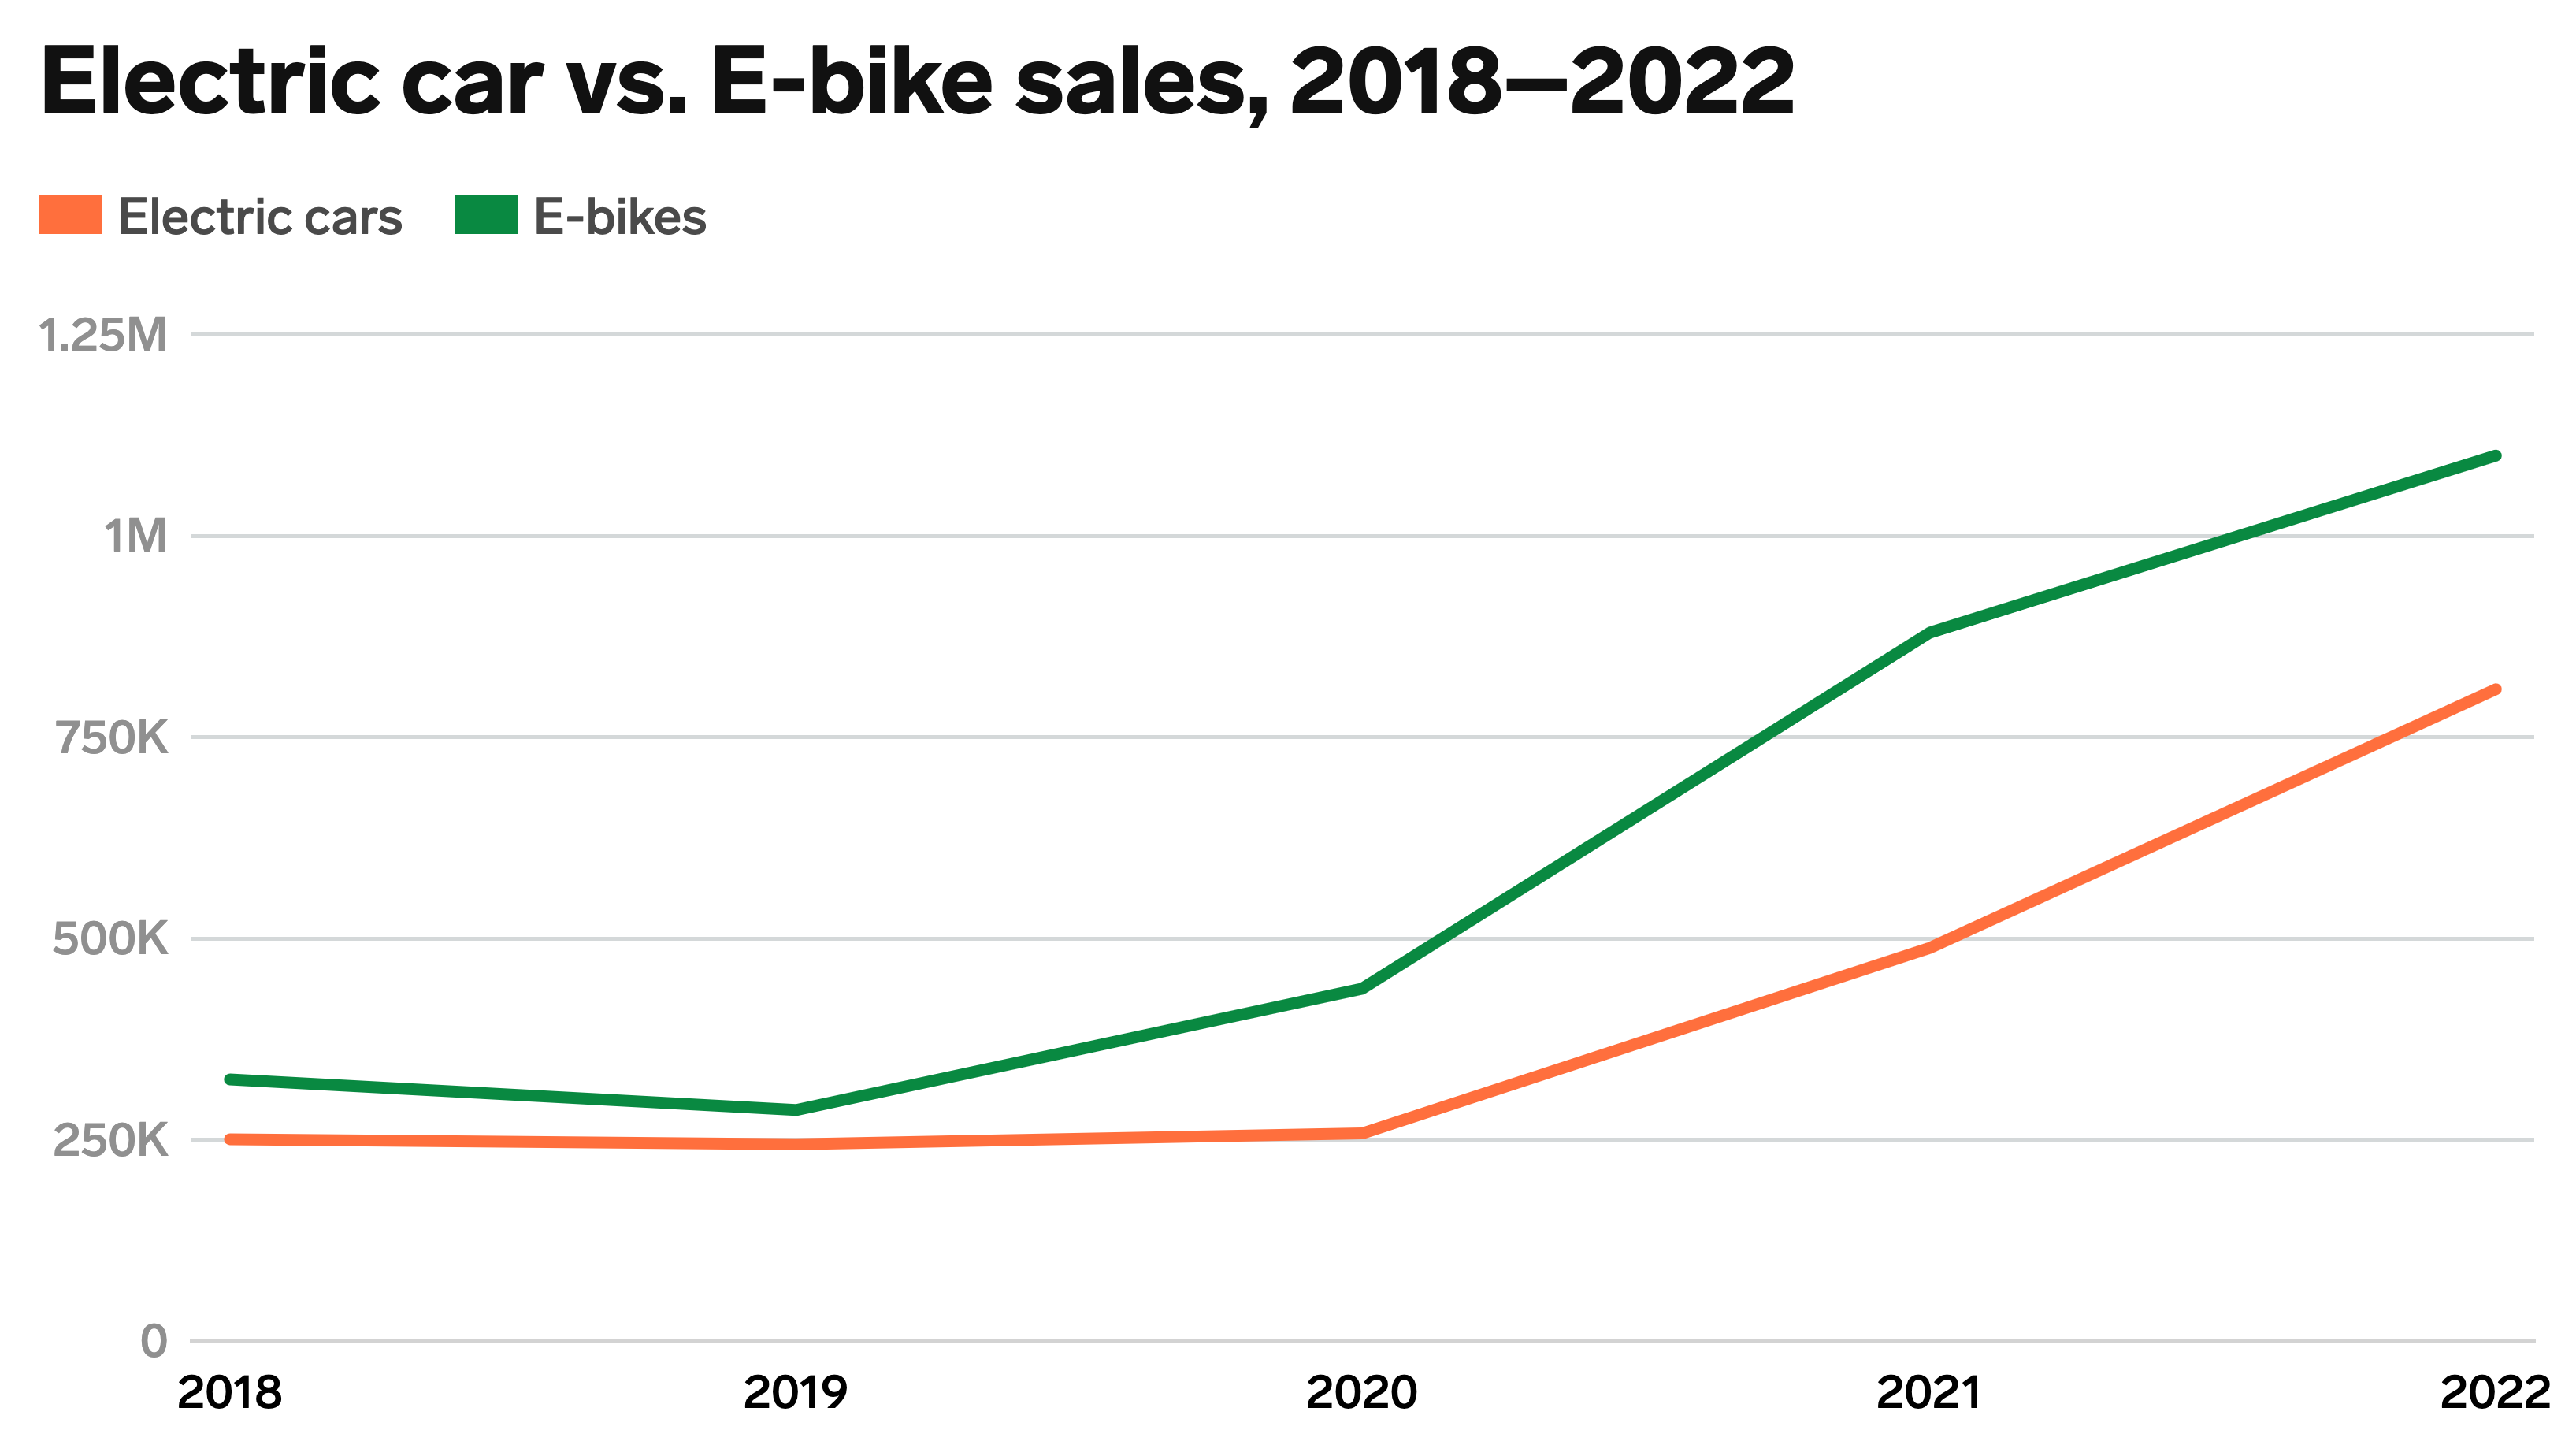 Electric car vs. E-bike sales, 2018—2022
Electric cars E-bikes
1.25M
1M
750K
500K
250K
0
2018 2019 2020 2021 2022